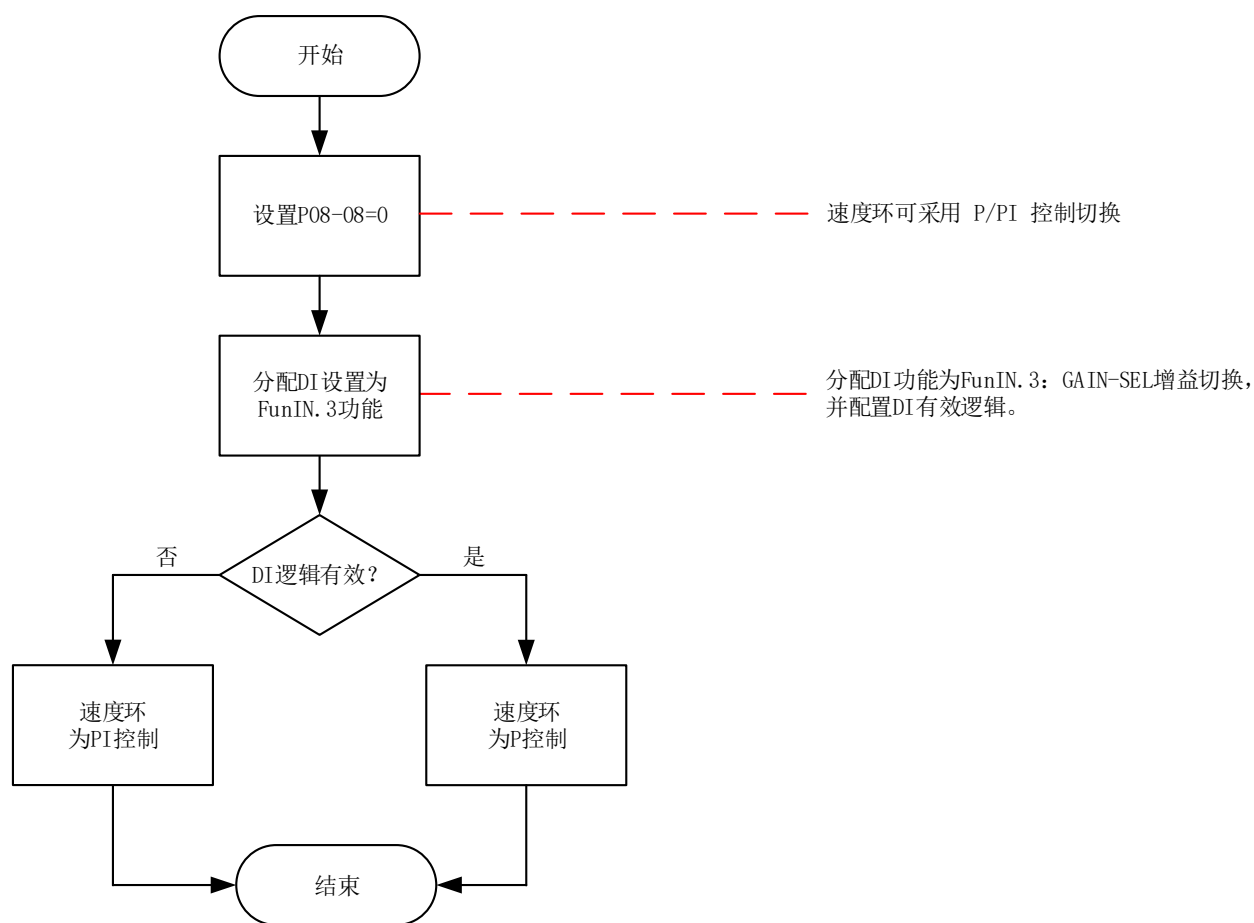 开始
设置P08-08=0
速度环可采用 P/PI 控制切换
分配DI设置为
FunIN.3功能
分配DI功能为FunIN.3：GAIN-SEL增益切换，
并配置DI有效逻辑。
否
是
DI逻辑有效？
速度环
为PI控制
速度环
为P控制
结束